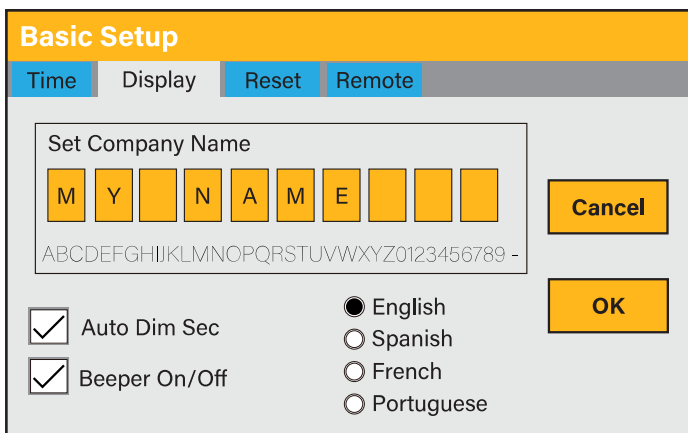 Basic Setup
Time Display Reset Remote
Set Company Name
M Y N A M E
ABCDEFGHIJKLMNOPQRSTUVWXYZ0123456789 -
Cancel
OK
Auto Dim Sec
Beeper On/Off
English
Spanish
French
Portuguese